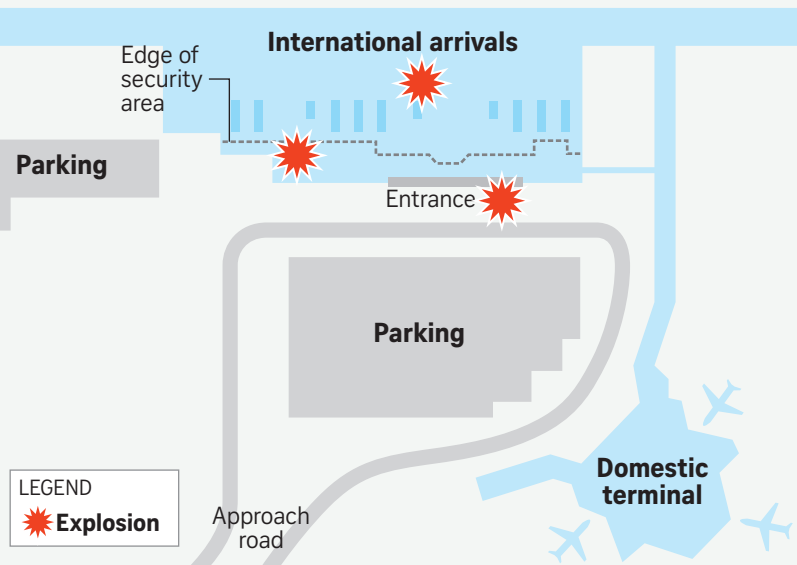 International arrivals
Edge of
security
area
Parking
Entrance
Parking
Domestic
terminal
LEGEND
Explosion
Approach
road